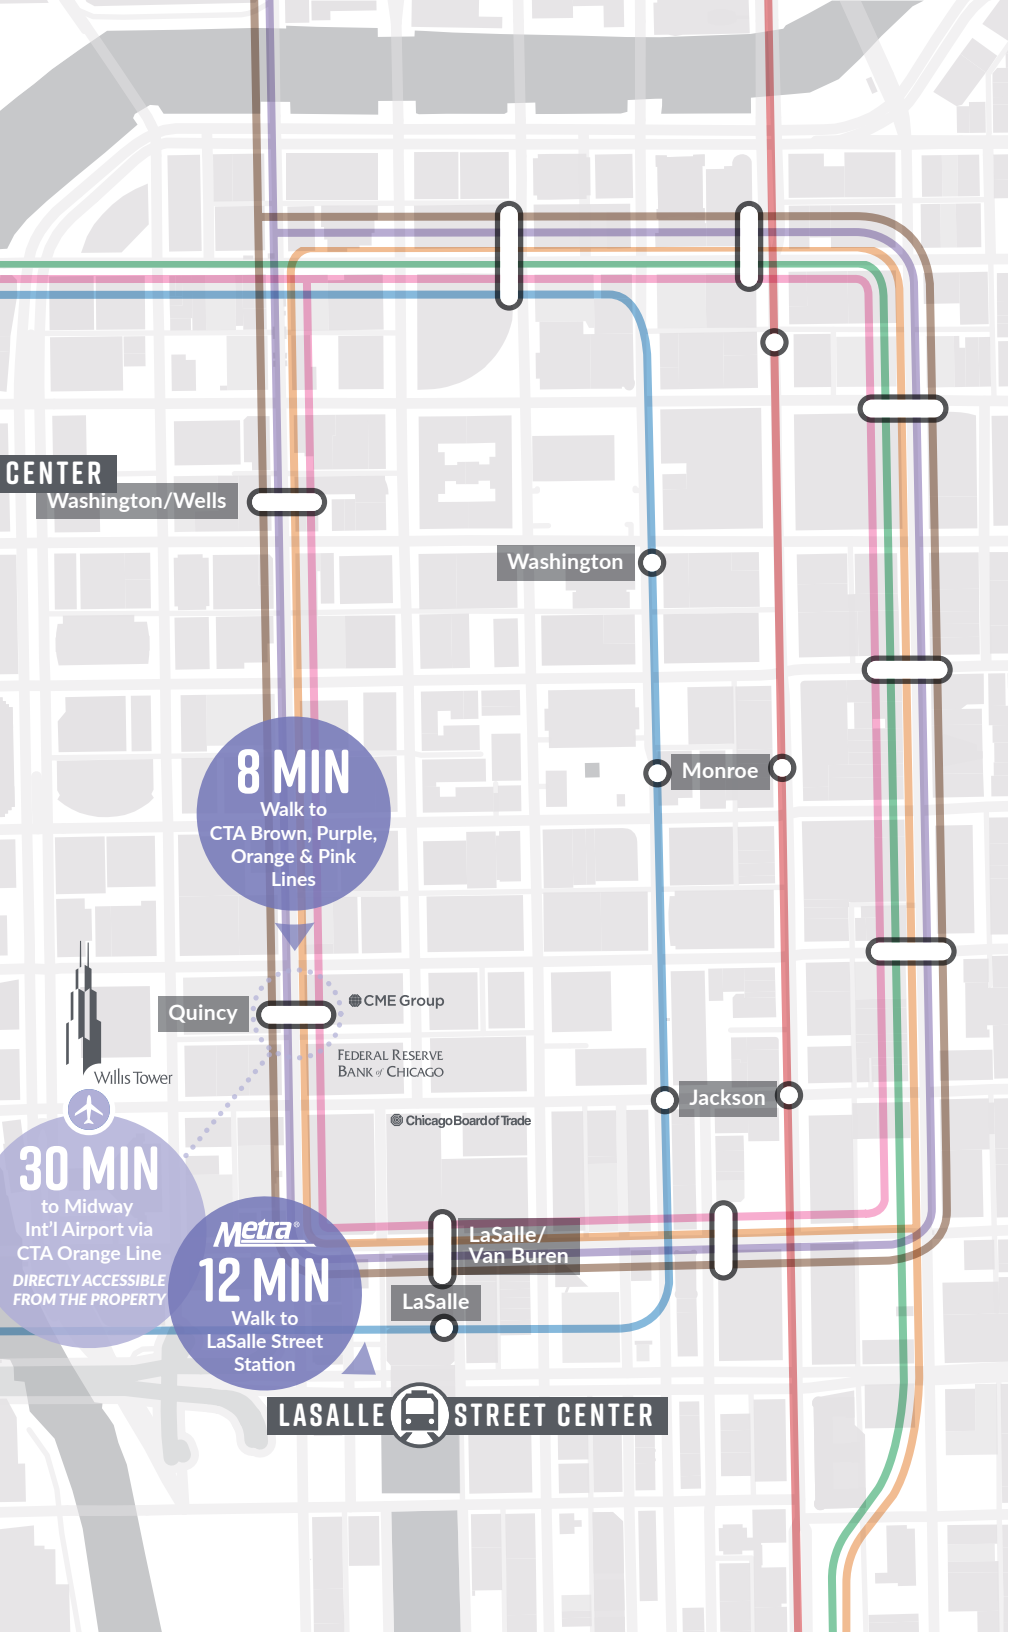 CENTER
Washington/Wells
Washington
8 MIN
Walk to
CTA Brown, Purple,
Orange & Pink
Lines
Monroe
Quincy
CME Group
FEDERAL RESERVE
BANK of CHICAGO
Willis Tower
Jackson
Chicago Board of Trade
30 MIN
to Midway
Int'l Airport via
CTA Orange Line
DIRECTLY ACCESSIBLE
FROM THE PROPERTY
Metra®
12 MIN
Walk to
LaSalle Street
Station
LaSalle/
Van Buren
LaSalle
LASALLE STREET CENTER